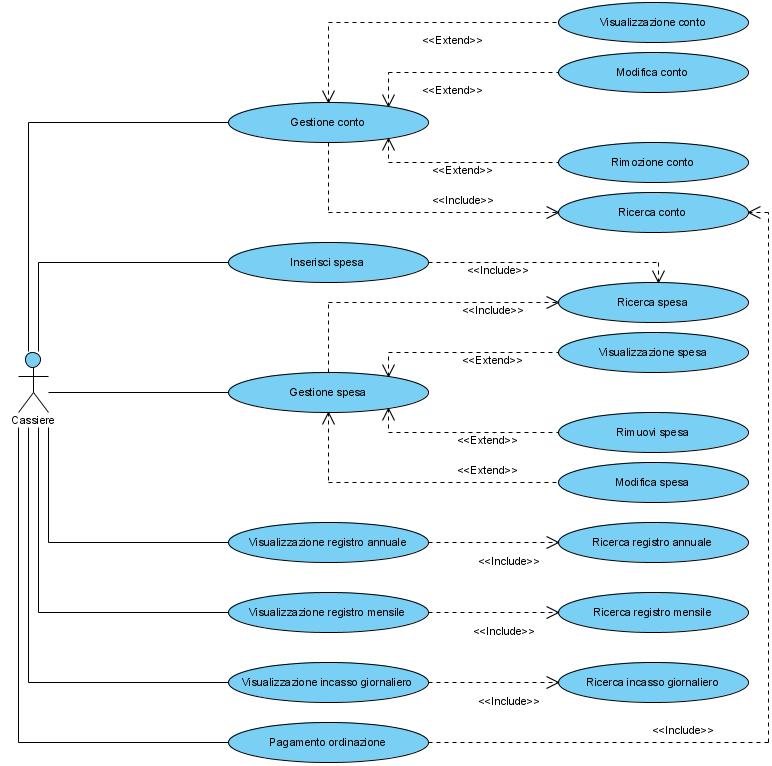 Visualizzazione conto
<<Extend>>
Modifica conto
<<Extend>>
Gestione conto
Rimozione conto
<<Extend>>
<<Include>>
Ricerca conto
Inserisci spesa
<<Include>>
Ricerca spesa
<<Include>>
Visualizzazione spesa
<<Extend>>
Gestione spesa
Cassiere
Rimuovi spesa
<<Extend>>
<<Extend>>
Modifica spesa
Visualizzazione registro annuale
Ricerca registro annuale
<<Include>>
Visualizzazione registro mensile
Ricerca registro mensile
<<Include>>
Visualizzazione incasso giornaliero
Ricerca incasso giornaliero
<<Include>>
<<Include>>
Pagamento ordinazione